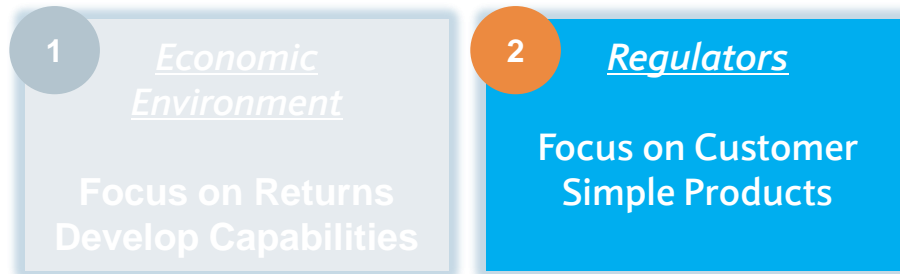 1
Economic
Environment
Focus on Returns
Develop Capabilities
2
Regulators
Focus on Customer
Simple Products